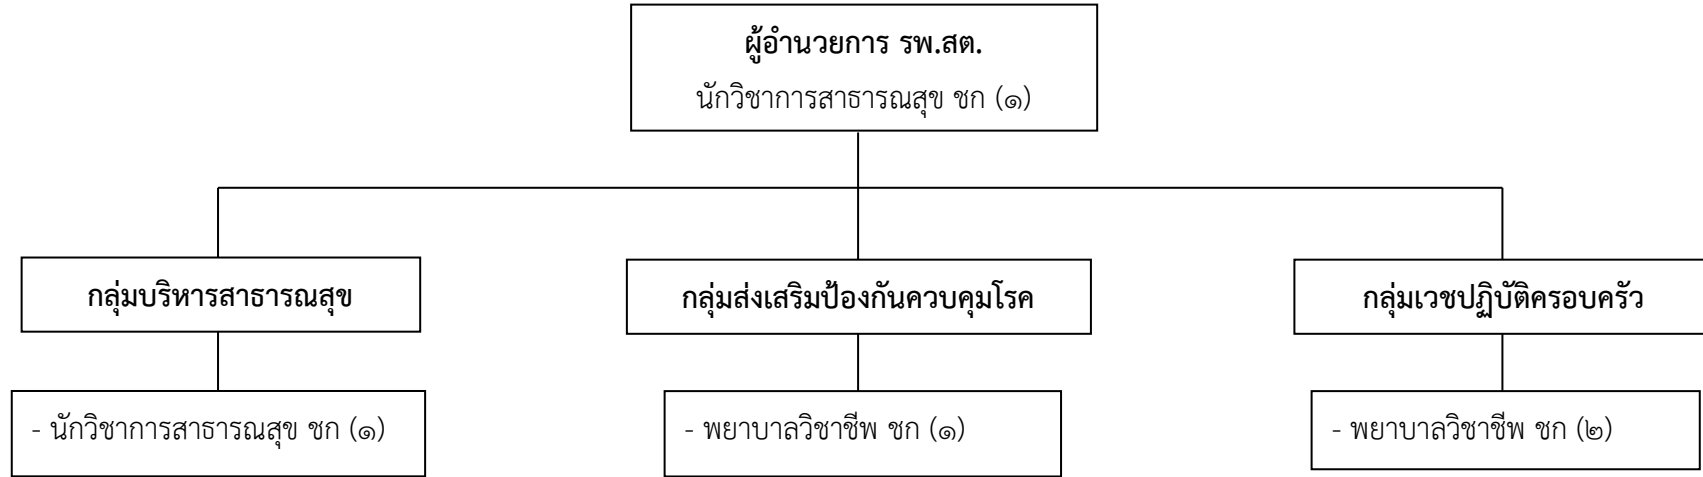 ผู้อำนวยการ รพ.สต.
นักวิชาการสาธารณสุข ชก (๑)
กลุ่มบริหารสาธารณสุข
กลุ่มส่งเสริมป้องกันควบคุมโรค
กลุ่มเวชปฏิบัติครอบครัว
- นักวิชาการสาธารณสุข ชก (๑)
- พยาบาลวิชาชีพ ชก (๑)
- พยาบาลวิชาชีพ ชก (๒)